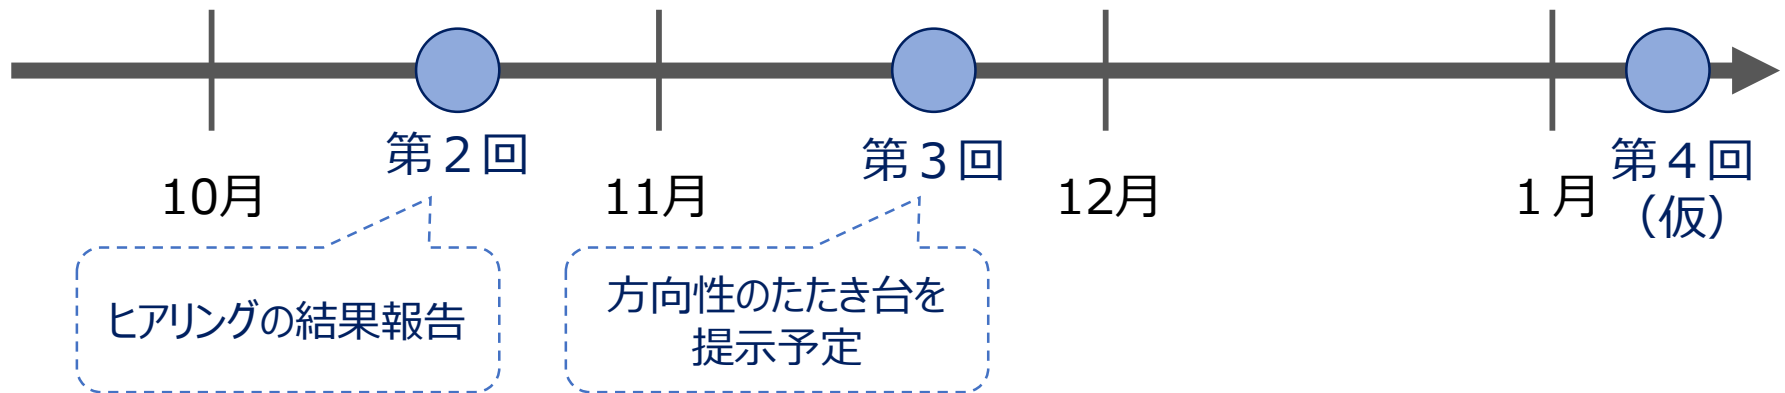 第２回
第３回
第４回
（仮）
10月
11月
12月
１月
ヒアリングの結果報告
方向性のたたき台を
提示予定